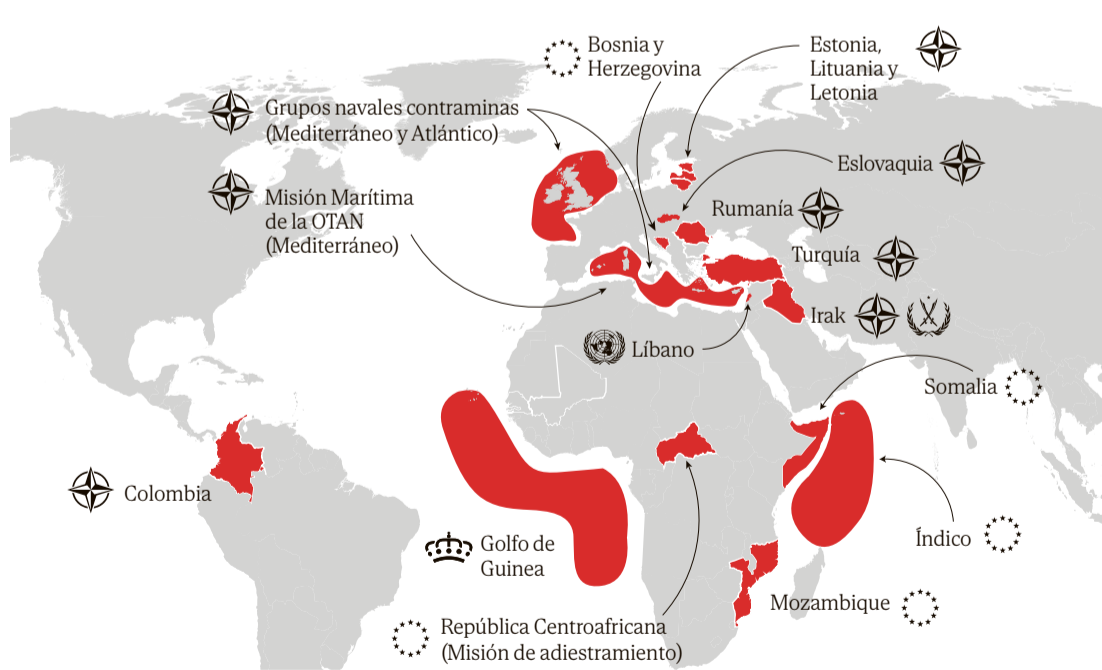 Bosnia y
Herzegovina
Estonia,
Lituania y
Letonia
Grupos navales contraminas
(Mediterráneo y Atlántico)
Eslovaquia
Misión Marítima
de la OTAN
(Mediterráneo)
Rumanía
Turquía
Irak
Líbano
Somalia
Colombia
Índico
Golfo de
Guinea
Mozambique
República Centroafricana
(Misión de adiestramiento)